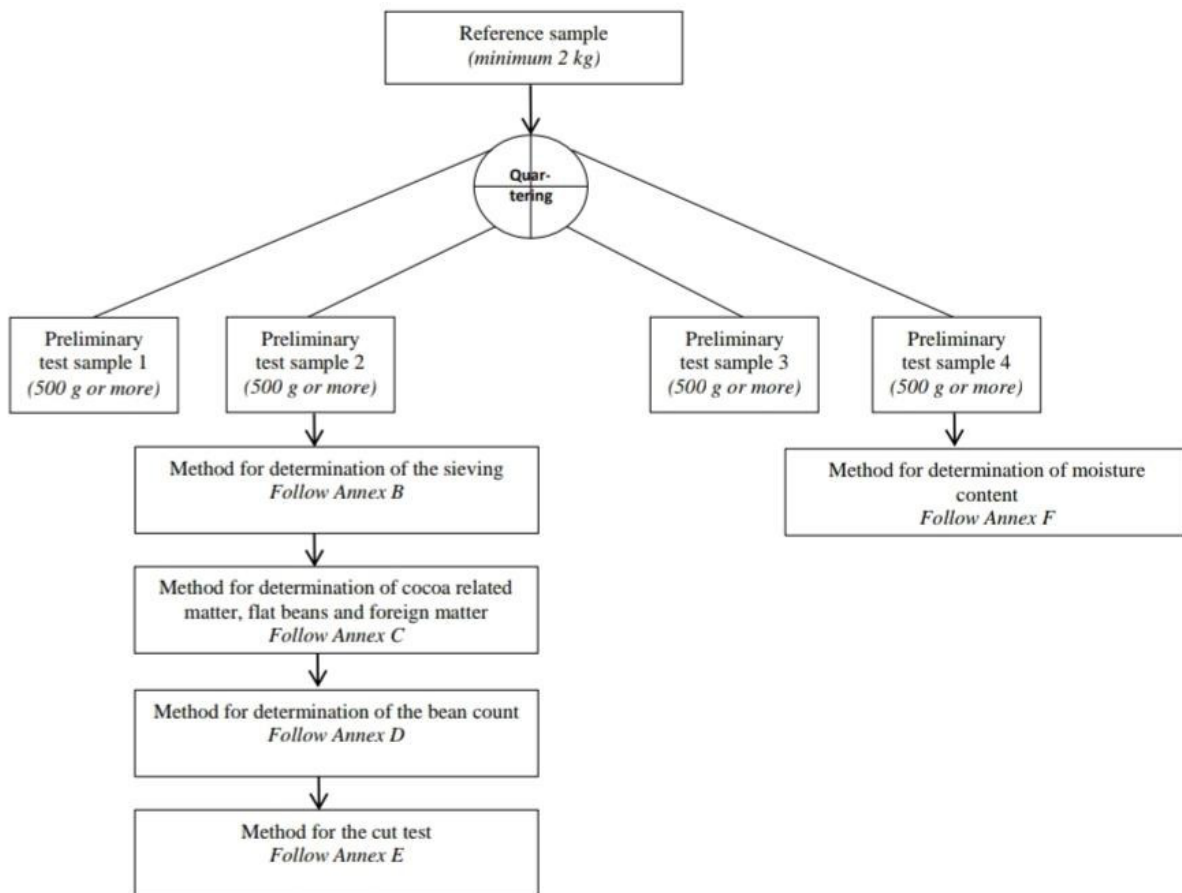 Reference sample
(minimum 2 kg)
Quar-
tering
Preliminary
test sample 1
(500 g or more)
Preliminary
test sample 2
(500 g or more)
Preliminary
test sample 3
(500 g or more)
Preliminary
test sample 4
(500 g or more)
Method for determination of the sieving
Follow Annex B
Method for determination of moisture
content
Follow Annex F
Method for determination of cocoa related
matter, flat beans and foreign matter
Follow Annex C
Method for determination of the bean count
Follow Annex D
Method for the cut test
Follow Annex E